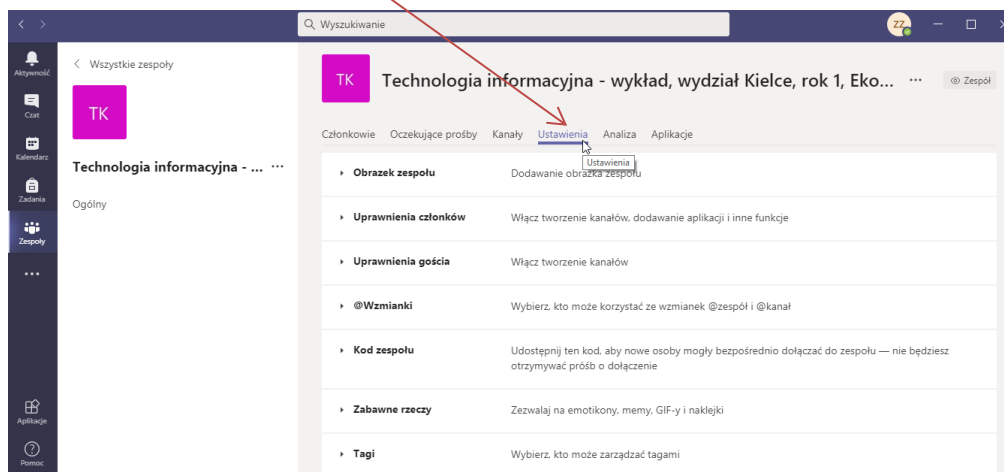 Wyszukiwanie
ZZ
Aktywność
Czat
Kalendarz
Zadania
Zespoły
Aplikacje
Pomoc
Wszystkie zespoły
TK
Technologia informacyjna - ...
Ogólny
TK
Technologia informacyjna - wykład, wydział Kielce, rok 1, Eko...
Zespół
Członkowie Oczekujące prośby Kanały Ustawienia Analiza Aplikacje
Ustawienia
Obrazek zespołu Dodawanie obrazka zespołu
Uprawnienia członków Włącz tworzenie kanałów, dodawanie aplikacji i inne funkcje
Uprawnienia gościa Włącz tworzenie kanałów
@Wzmianki Wybierz, kto może korzystać ze wzmianek @zespół i @kanał
Kod zespołu Udostępnij ten kod, aby nowe osoby mogły bezpośrednio dołączać do zespołu — nie będziesz
otrzymywać próśb o dołączenie
Zabawne rzeczy Zezwalaj na emotikony, memy, GIF-y i naklejki
Tagi Wybierz, kto może zarządzać tagami